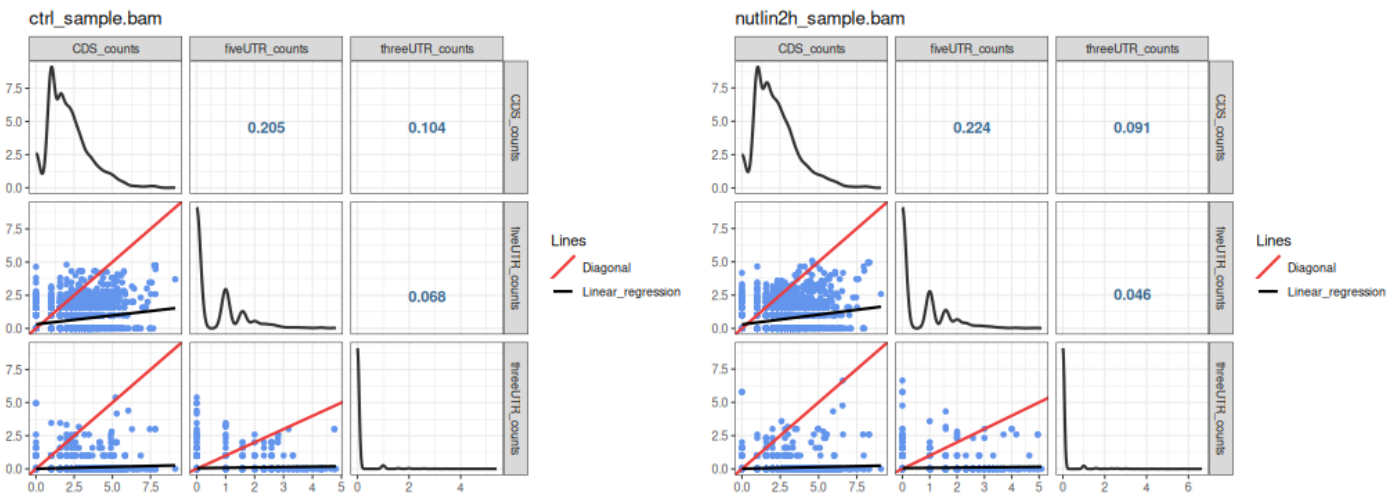 ctrl_sample.bam
CDS_counts fiveUTR_counts threeUTR_counts
7.5
5.0
2.5
0.0
0.205 0.104
CDS_counts
7.5
5.0
2.5
0.0
0.068
fiveUTR_counts
7.5
5.0
2.5
0.0
threeUTR_counts
0.0 2.5 5.0 7.5 0 1 2 3 4 5 0 2 4
Lines
Diagonal
Linear_regression
nutlin2h_sample.bam
CDS_counts fiveUTR_counts threeUTR_counts
7.5
5.0
2.5
0.0
0.224 0.091
CDS_counts
7.5
5.0
2.5
0.0
0.046
fiveUTR_counts
7.5
5.0
2.5
0.0
threeUTR_counts
0.0 2.5 5.0 7.5 0 1 2 3 4 5 0 2 4 6
Lines
Diagonal
Linear_regression